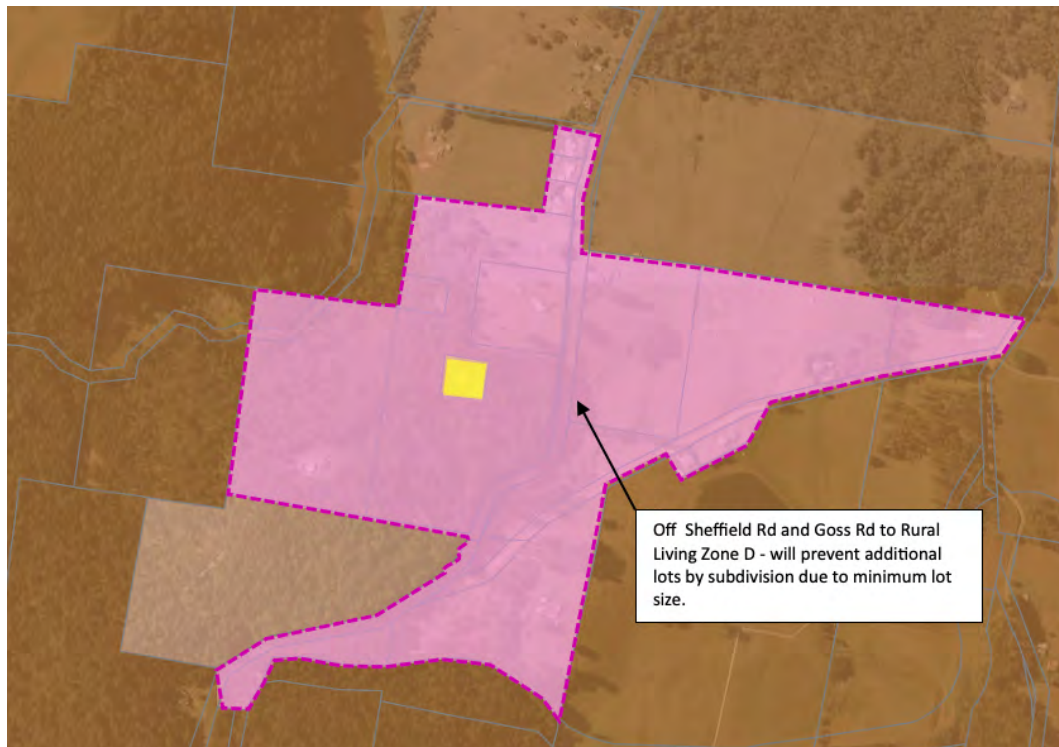 Off Sheffield Rd and Goss Rd to Rural
Living Zone D - will prevent additional
lots by subdivision due to minimum lot
size.